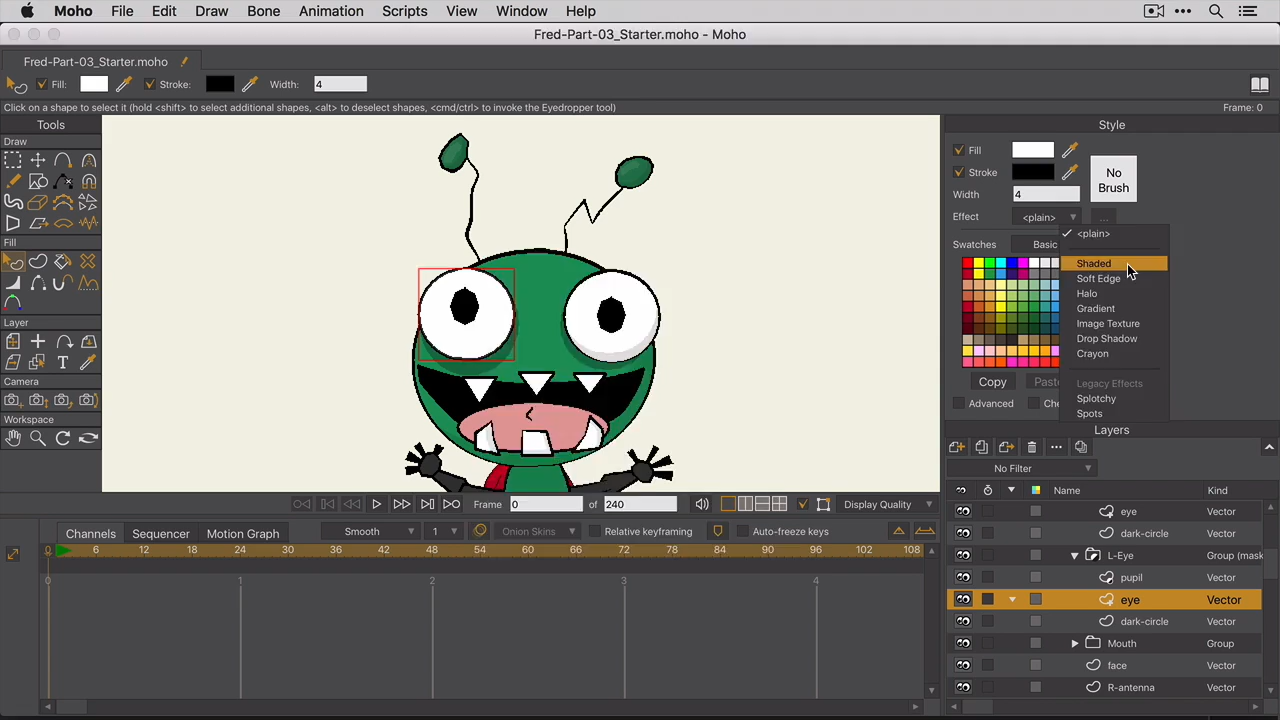 Moho File Edit Draw Bone Animation Scripts View Window Help
Fred-Part-03_Starter.moho - Moho
Fred-Part-03_Starter.moho
Fill: Stroke: Width: 4
Click on a shape to select it (hold <shift> to select additional shapes, <alt> to deselect shapes, <cmd/ctrl> to invoke the Eyedropper tool) Frame: 0
Tools
Draw
Fill
Layer
Camera
Workspace
Style
Fill
Stroke
No Brush
Width 4
Effect <plain> ...
<plain>
Swatches Basic
Shaded
Soft Edge
Halo
Gradient
Image Texture
Drop Shadow
Crayon
Legacy Effects
Splotchy
Spots
Copy
Advanced
Layers
No Filter
Name Kind
eye Vector
dark-circle Vector
L-Eye Group (mask
pupil Vector
eye Vector
dark-circle Vector
Mouth Group
face Vector
R-antenna Vector
Frame 0 of 240 Display Quality
Channels Sequencer Motion Graph Smooth 1 Onion Skins Relative keyframing Auto-freeze keys
0 6 12 18 24 30 36 42 48 54 60 66 72 78 84 90 96 102 108
0 1 2 3 4